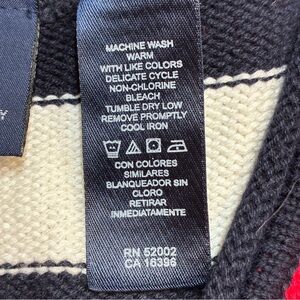 MACHINE WASH
WARM
WITH LIKE COLORS
DELICATE CYCLE
NON-CHLORINE
BLEACH
TUMBLE DRY LOW
REMOVE PROMPTLY
COOL IRON
CON COLORES
SIMILARES
BLANQUEADOR SIN
CLORO
RETIRAR
INMEDIATAMENTE
RN 52002
CA 16396